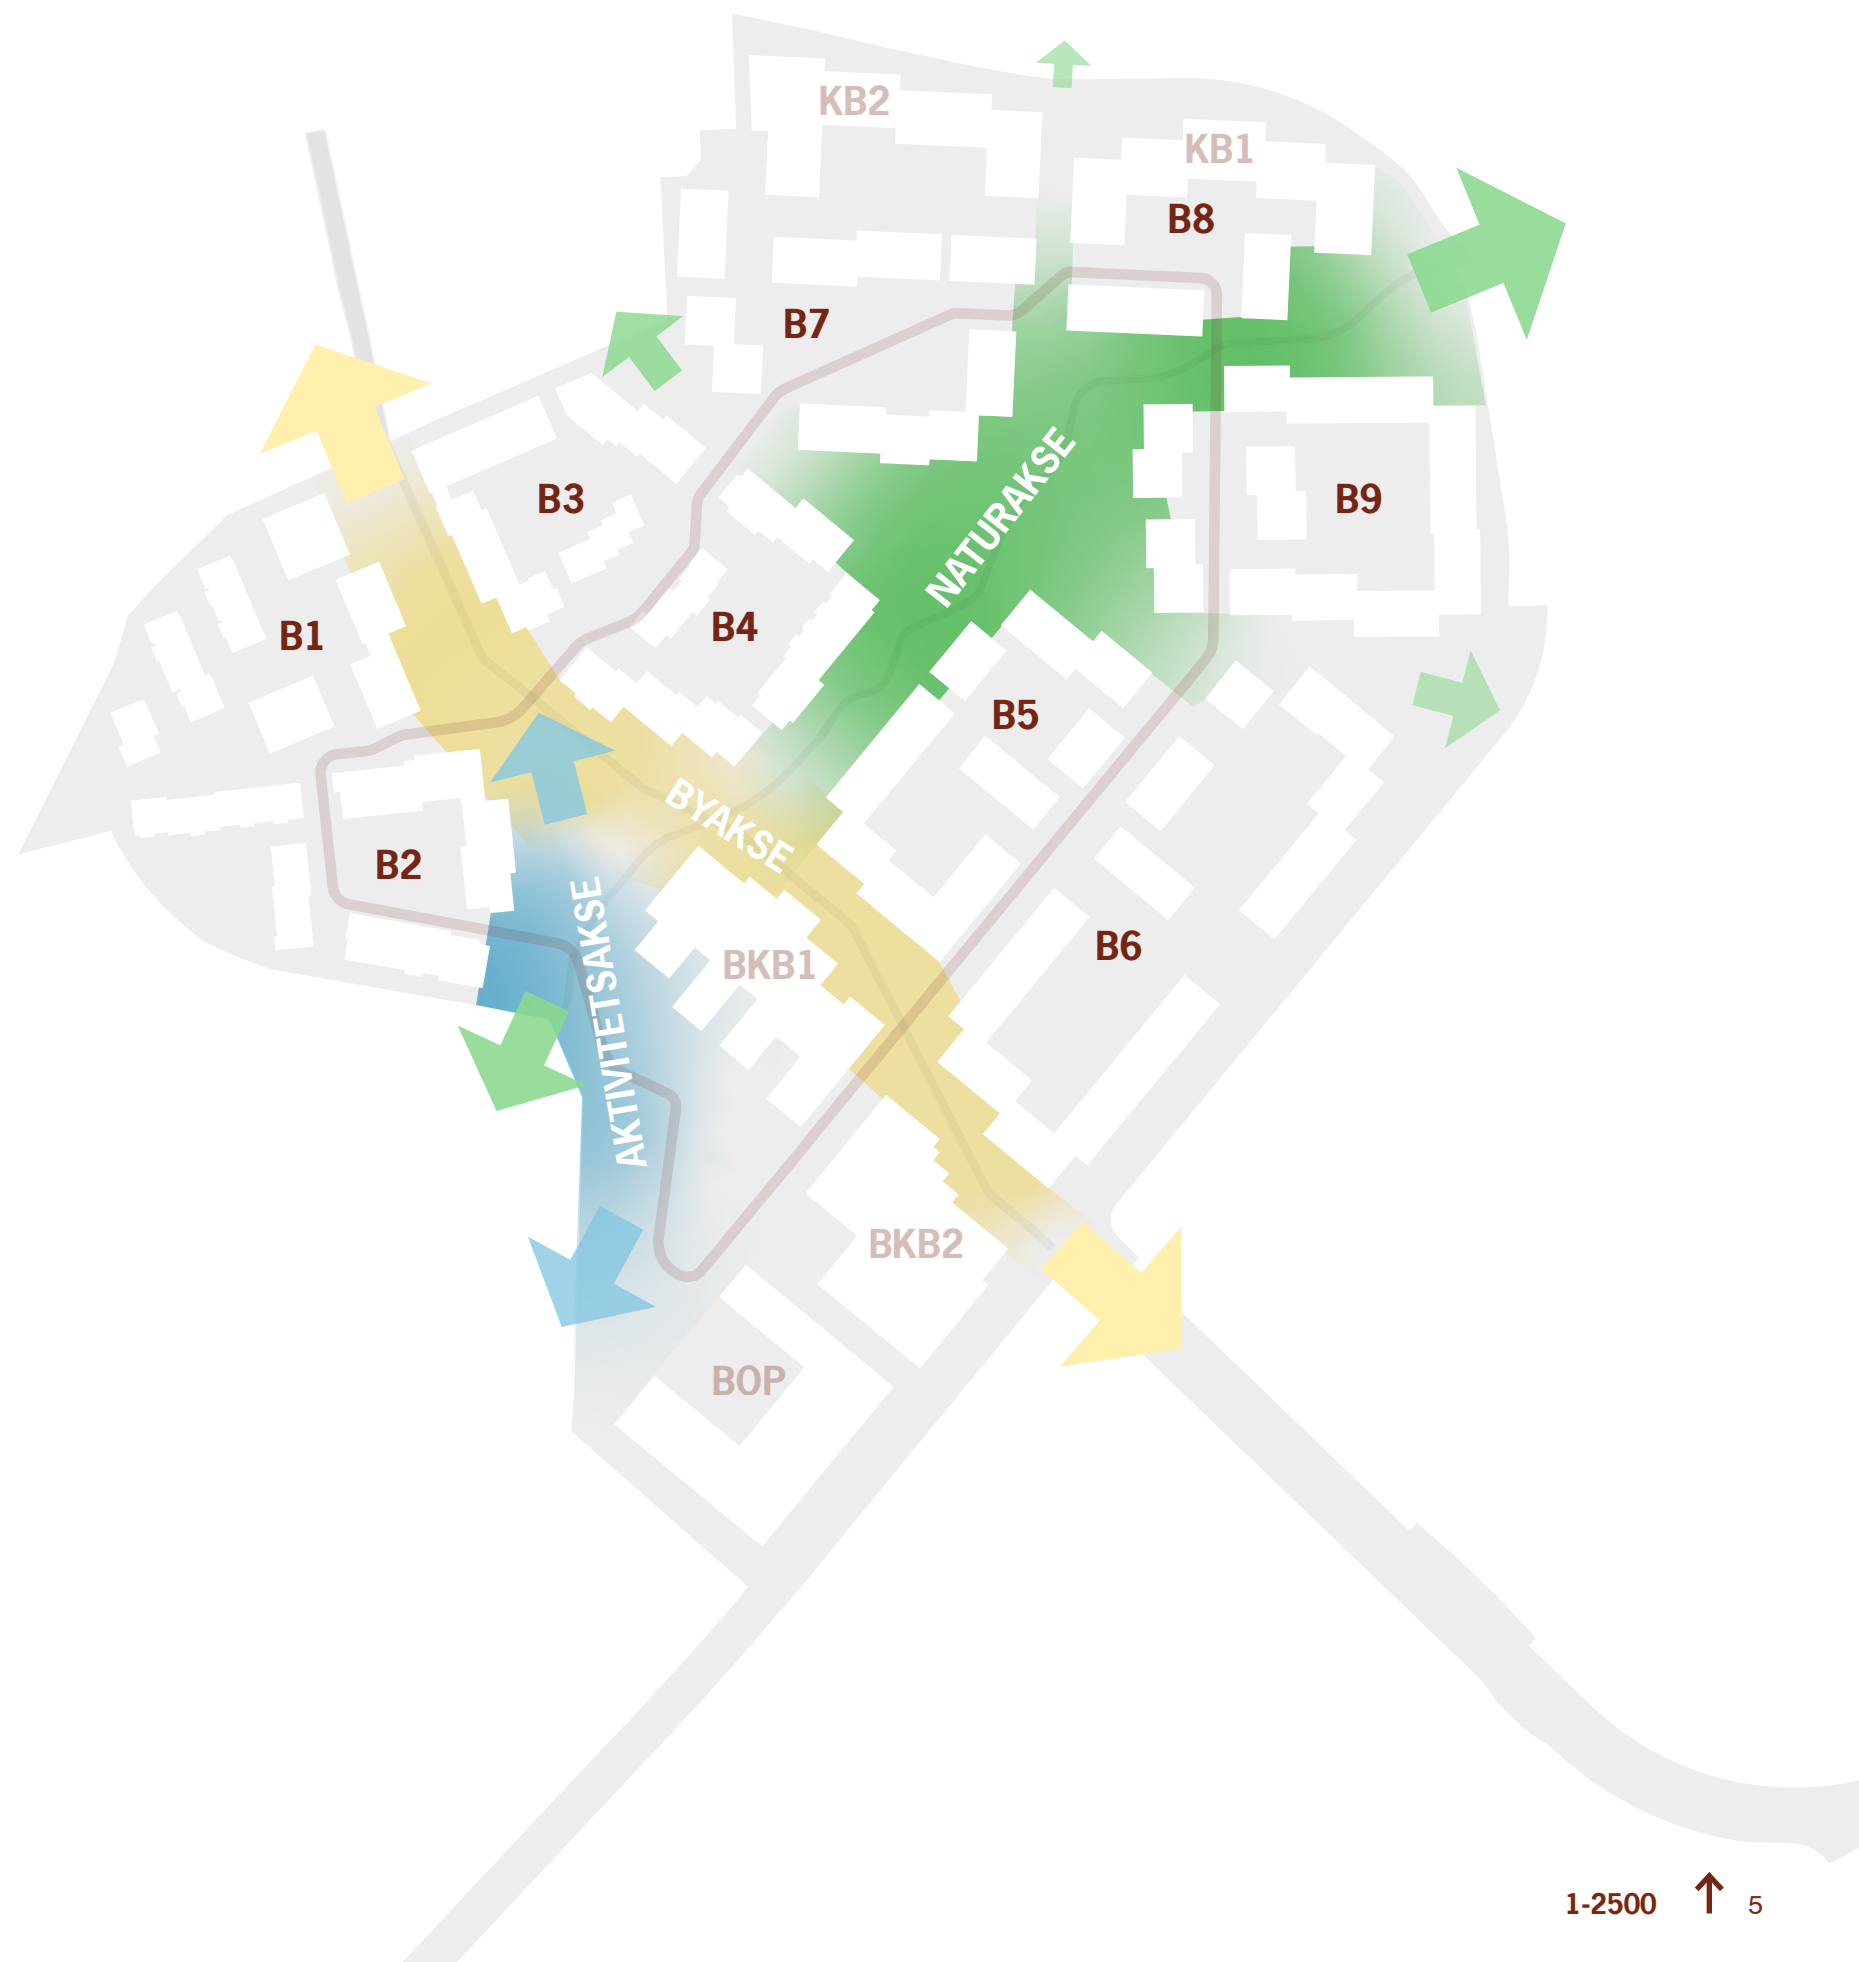 KB2
KB1
B8
B7
B3
B9
NATURAKSE
B1
B4
B5
BYAKSE
B2
AKTIVITETSAKSE
BKB1
B6
BKB2
BOP
1-2500 ↑ 5